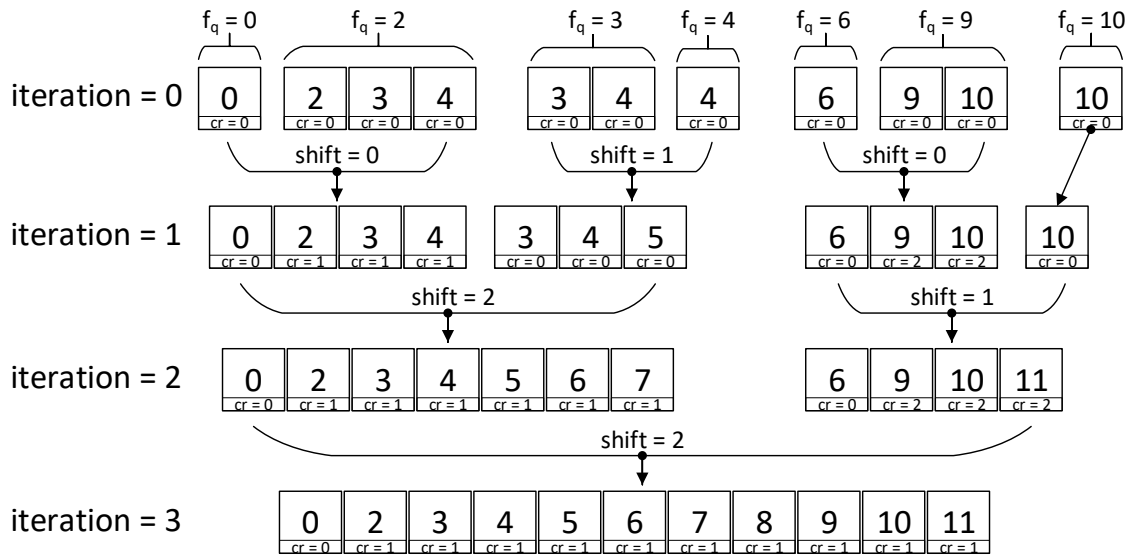 f_q = 0 f_q = 2 f_q = 3 f_q = 4 f_q = 6 f_q = 9 f_q = 10
iteration = 0 0 2 3 4 3 4 4 6 9 10 10
cr = 0 cr = 0 cr = 0 cr = 0 cr = 0 cr = 0 cr = 0 cr = 0 cr = 0 cr = 0 cr = 0
shift = 0 shift = 1 shift = 0
iteration = 1 0 2 3 4 3 4 5 6 9 10 10
cr = 0 cr = 1 cr = 1 cr = 1 cr = 0 cr = 0 cr = 0 cr = 0 cr = 2 cr = 2 cr = 0
shift = 2 shift = 1
iteration = 2 0 2 3 4 5 6 7 6 9 10 11
cr = 0 cr = 1 cr = 1 cr = 1 cr = 1 cr = 1 cr = 1 cr = 0 cr = 2 cr = 2 cr = 2
shift = 2
iteration = 3 0 2 3 4 5 6 7 8 9 10 11
cr = 0 cr = 1 cr = 1 cr = 1 cr = 1 cr = 1 cr = 1 cr = 1 cr = 1 cr = 1 cr = 1